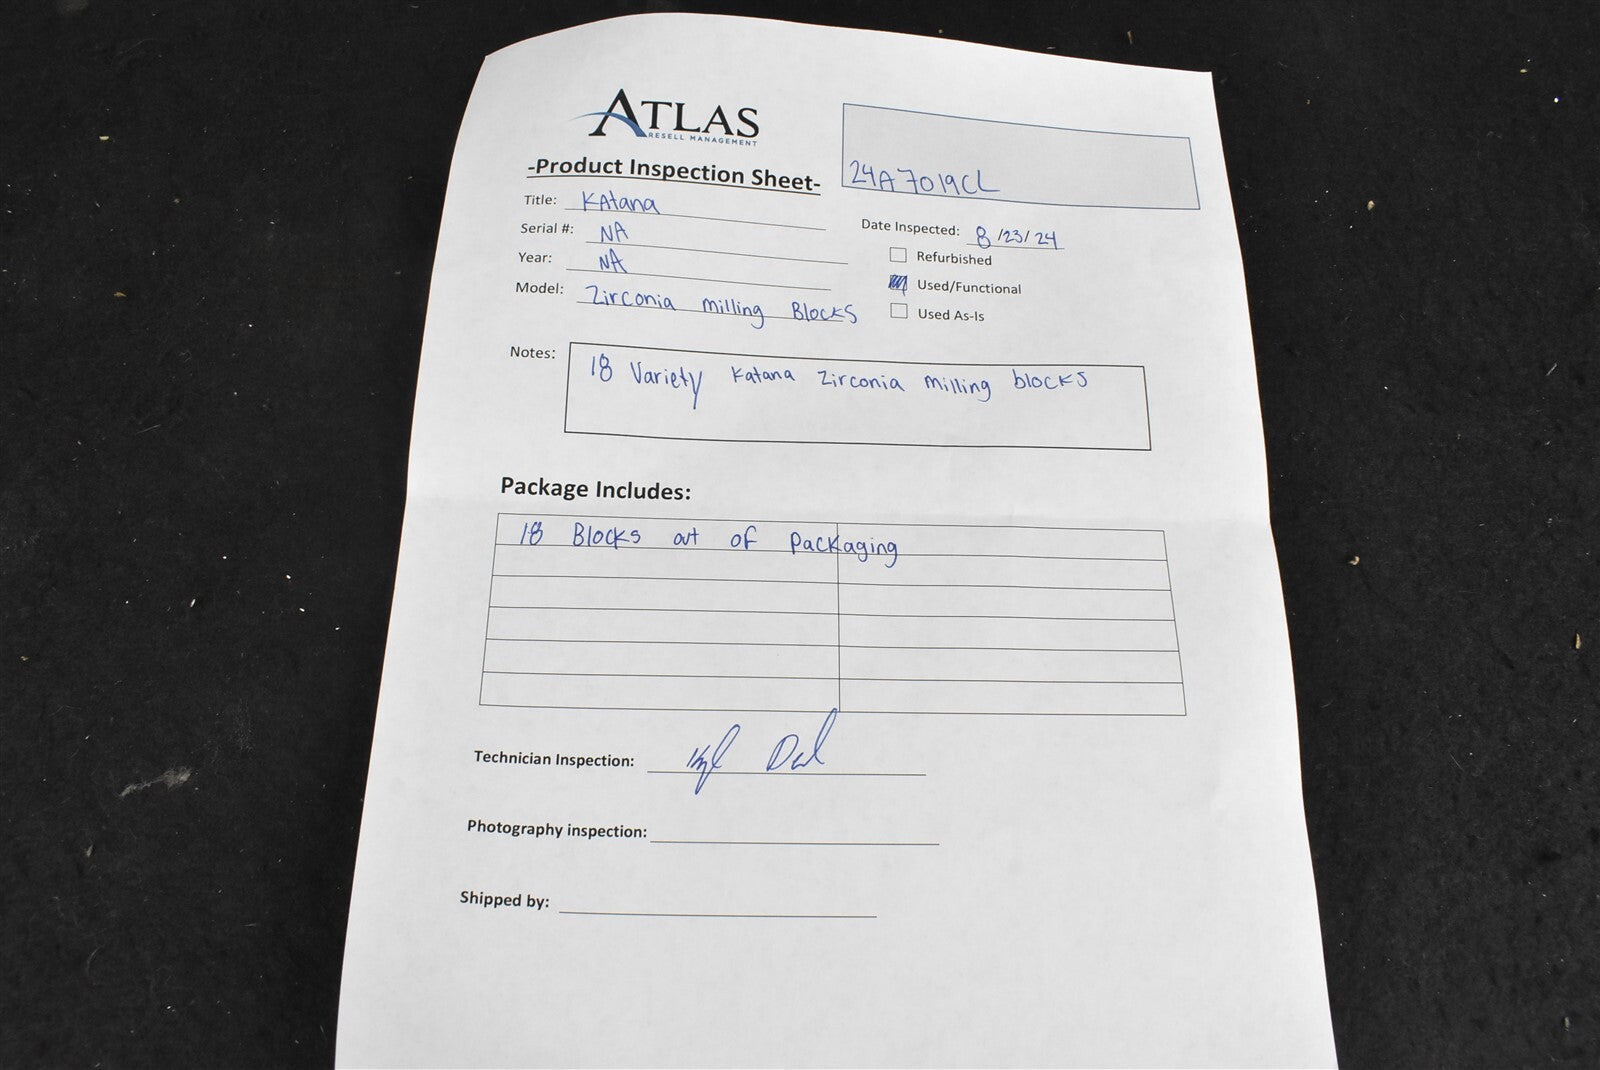 ATLAS
RESELL MANAGEMENT
-Product Inspection Sheet-
24A7019CL
Title: KAtana
Serial #: NA
Year: NA
Model: Zirconia Milling Blocks
Date Inspected: 8/23/24
Refurbished
Used/Functional
Used As-Is
Notes: 18 Variety Katana Zirconia Milling blocks
Package Includes:
18 Blocks out of Packaging
Technician Inspection:
Photography inspection:
Shipped by: